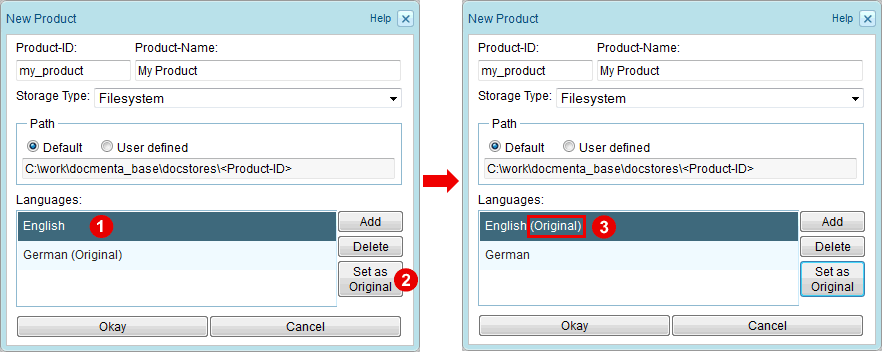 New Product Help
Product-ID: Product-Name:
my_product My Product
Storage Type: Filesystem
Path
Default User defined
C:\work\docmenta_base\docstores\<Product-ID>
Languages:
English 1 Add
German (Original) Delete
Set as
Original 2
Okay Cancel
New Product Help
Product-ID: Product-Name:
my_product My Product
Storage Type: Filesystem
Path
Default User defined
C:\work\docmenta_base\docstores\<Product-ID>
Languages:
English (Original) 3 Add
German Delete
Set as
Original
Okay Cancel